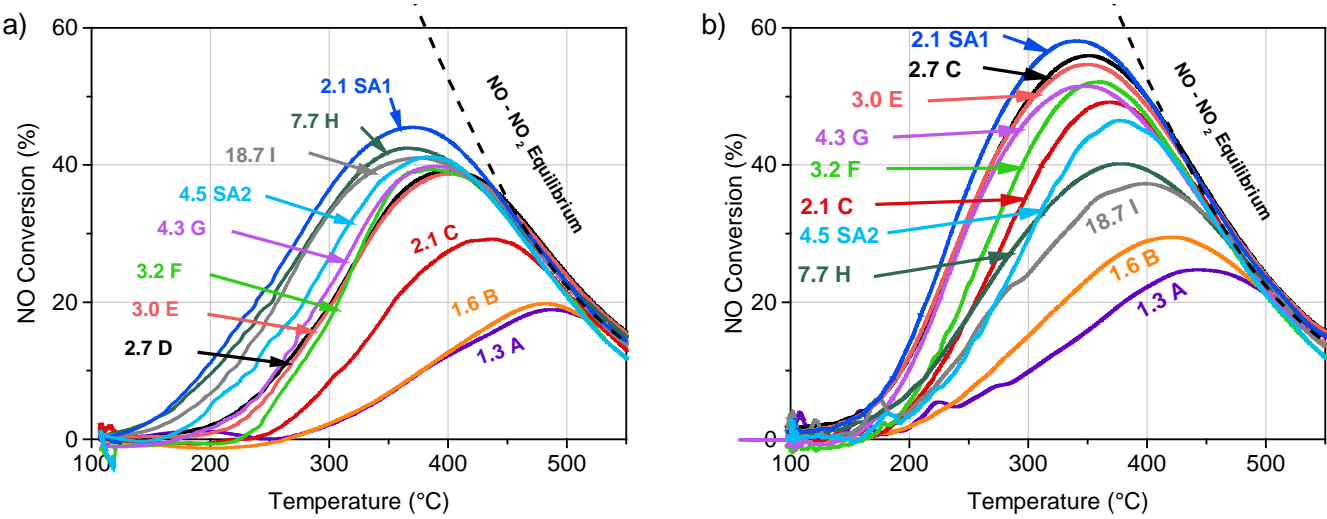 a)
NO Conversion (%)
60
40
20
0
100
200
300
400
500
Temperature (°C)
2.1 SA1
7.7 H
18.7 I
4.5 SA2
4.3 G
3.2 F
3.0 E
2.7 D
2.1 C
1.6 B
1.3 A
NO - NO2 Equilibrium
b)
NO Conversion (%)
60
40
20
0
100
200
300
400
500
Temperature (°C)
2.1 SA1
2.7 C
3.0 E
4.3 G
3.2 F
2.1 C
4.5 SA2
7.7 H
18.7 I
1.6 B
1.3 A
NO - NO2 Equilibrium